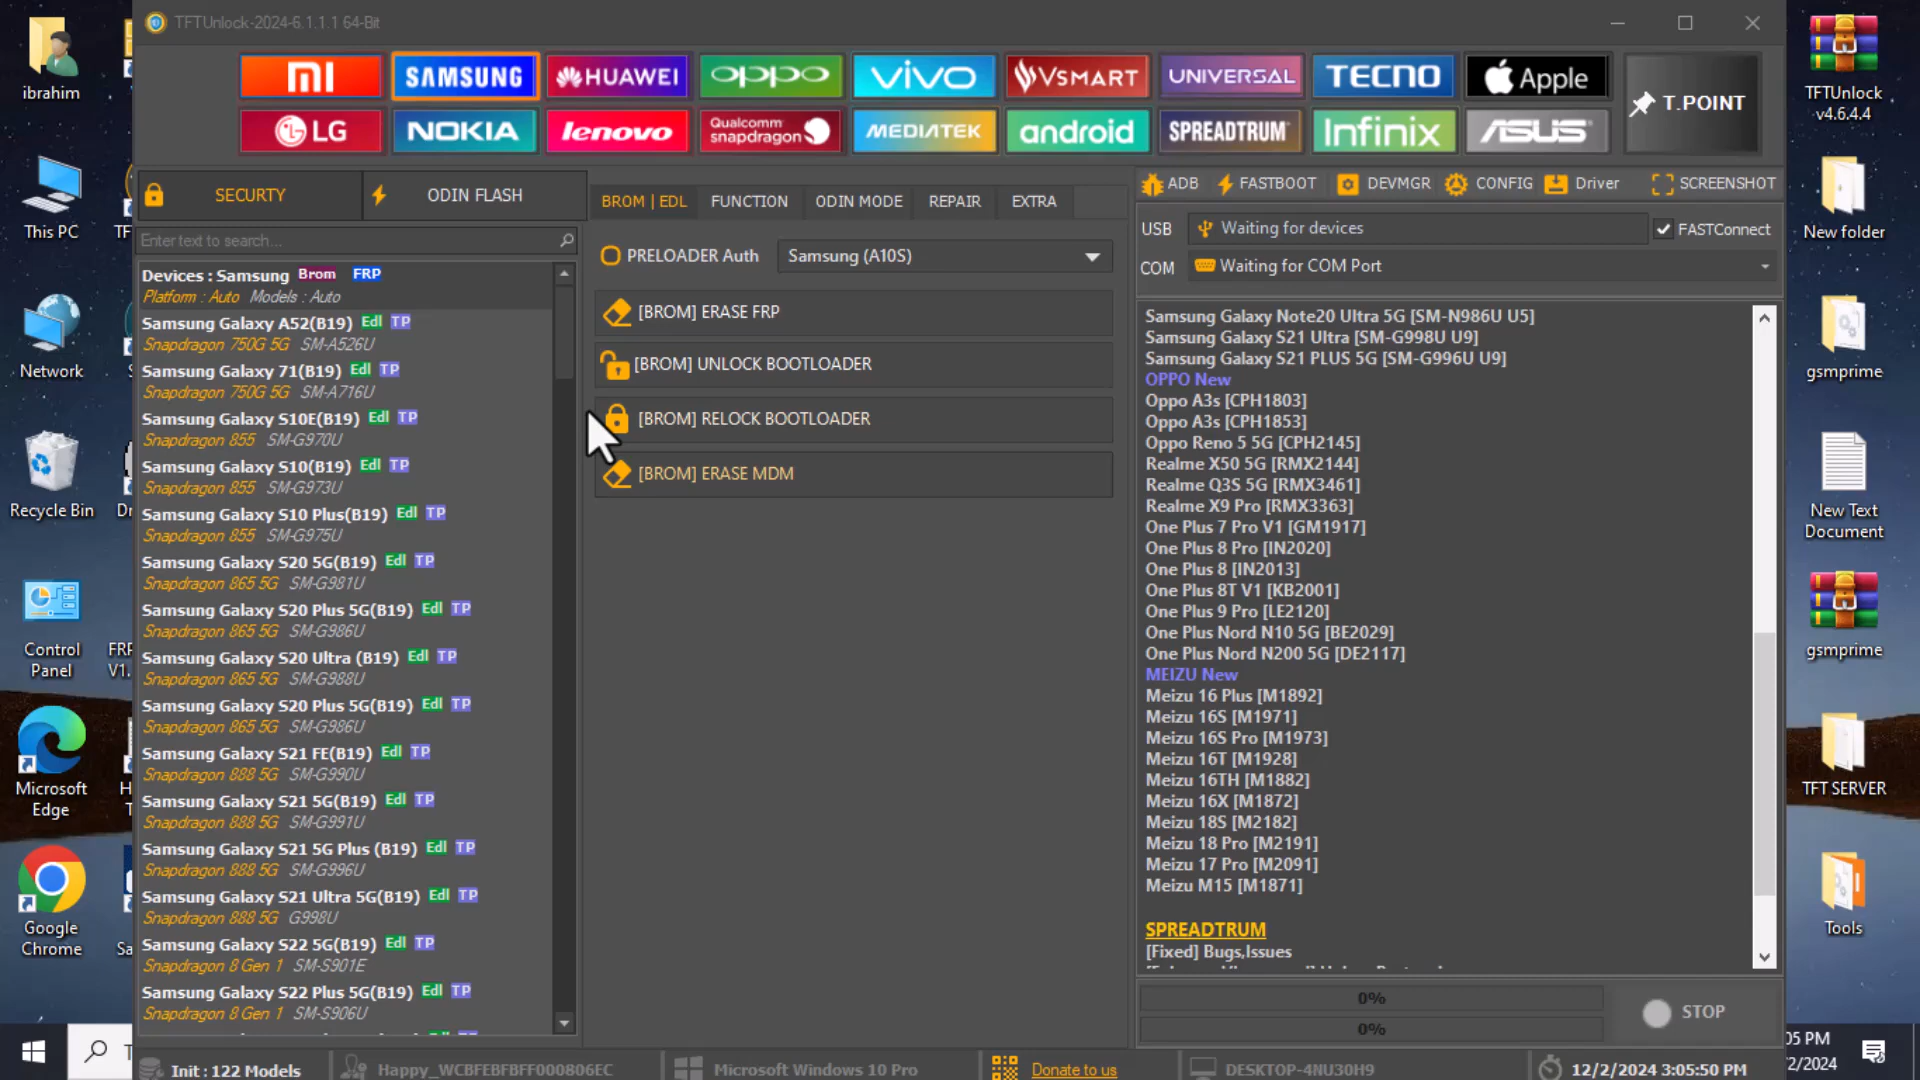 TFTUnlock-2024-6.1.1.1 64-Bit
MI SAMSUNG HUAWEI oppo vivo VSMART UNIVERSAL TECNO Apple
LG NOKIA lenovo Qualcomm snapdragon MEDIATEK android SPREADTRUM Infinix ASUS
T.POINT
SECURTY ODIN FLASH
Enter text to search...
Devices : Samsung Brom FRP
Platform : Auto Models : Auto
Samsung Galaxy A52(B19) Edl TP
Snapdragon 750G 5G SM-A526U
Samsung Galaxy 71(B19) Edl TP
Snapdragon 750G 5G SM-A716U
Samsung Galaxy S10E(B19) Edl TP
Snapdragon 855 SM-G970U
Samsung Galaxy S10(B19) Edl TP
Snapdragon 855 SM-G973U
Samsung Galaxy S10 Plus(B19) Edl TP
Snapdragon 855 SM-G975U
Samsung Galaxy S20 5G(B19) Edl TP
Snapdragon 865 5G SM-G981U
Samsung Galaxy S20 Plus 5G(B19) Edl TP
Snapdragon 865 5G SM-G986U
Samsung Galaxy S20 Ultra (B19) Edl TP
Snapdragon 865 5G SM-G988U
Samsung Galaxy S20 Plus 5G(B19) Edl TP
Snapdragon 865 5G SM-G986U
Samsung Galaxy S21 FE(B19) Edl TP
Snapdragon 888 5G SM-G990U
Samsung Galaxy S21 5G(B19) Edl TP
Snapdragon 888 5G SM-G991U
Samsung Galaxy S21 5G Plus (B19) Edl TP
Snapdragon 888 5G SM-G996U
Samsung Galaxy S21 Ultra 5G(B19) Edl TP
Snapdragon 888 5G G998U
Samsung Galaxy S22 5G(B19) Edl TP
Snapdragon 8 Gen 1 SM-S901E
Samsung Galaxy S22 Plus 5G(B19) Edl TP
Snapdragon 8 Gen 1 SM-S906U
BROM | EDL FUNCTION ODIN MODE REPAIR EXTRA
PRELOADER Auth Samsung (A10S)
[BROM] ERASE FRP
[BROM] UNLOCK BOOTLOADER
[BROM] RELOCK BOOTLOADER
[BROM] ERASE MDM
ADB FASTBOOT DEVMGR CONFIG Driver SCREENSHOT
USB Waiting for devices FASTConnect
COM Waiting for COM Port
Samsung Galaxy Note20 Ultra 5G [SM-N986U U5]
Samsung Galaxy S21 Ultra [SM-G998U U9]
Samsung Galaxy S21 PLUS 5G [SM-G996U U9]
OPPO New
Oppo A3s [CPH1803]
Oppo A3s [CPH1853]
Oppo Reno 5 5G [CPH2145]
Realme X50 5G [RMX2144]
Realme Q3S 5G [RMX3461]
Realme X9 Pro [RMX3363]
One Plus 7 Pro V1 [GM1917]
One Plus 8 Pro [IN2020]
One Plus 8 [IN2013]
One Plus 8T V1 [KB2001]
One Plus 9 Pro [LE2120]
One Plus Nord N10 5G [BE2029]
One Plus Nord N200 5G [DE2117]
MEIZU New
Meizu 16 Plus [M1892]
Meizu 16S [M1971]
Meizu 16S Pro [M1973]
Meizu 16T [M1928]
Meizu 16TH [M1882]
Meizu 16X [M1872]
Meizu 18S [M2182]
Meizu 18 Pro [M2191]
Meizu 17 Pro [M2091]
Meizu M15 [M1871]
SPREADTRUM
[Fixed] Bugs,Issues
0%
0%
STOP
Init : 122 Models Happy_WCBFEBFBFF000806EC Microsoft Windows 10 Pro Donate to us DESKTOP-4NU30H9 12/2/2024 3:05:50 PM
ibrahim
This PC
Network
Recycle Bin
Control
Panel
Microsoft
Edge
Google
Chrome
TF
FRP
V1.
TFTUnlock
v4.6.4.4
New folder
gsmprime
New Text
Document
gsmprime
TFT SERVER
Tools
05 PM
2/2024